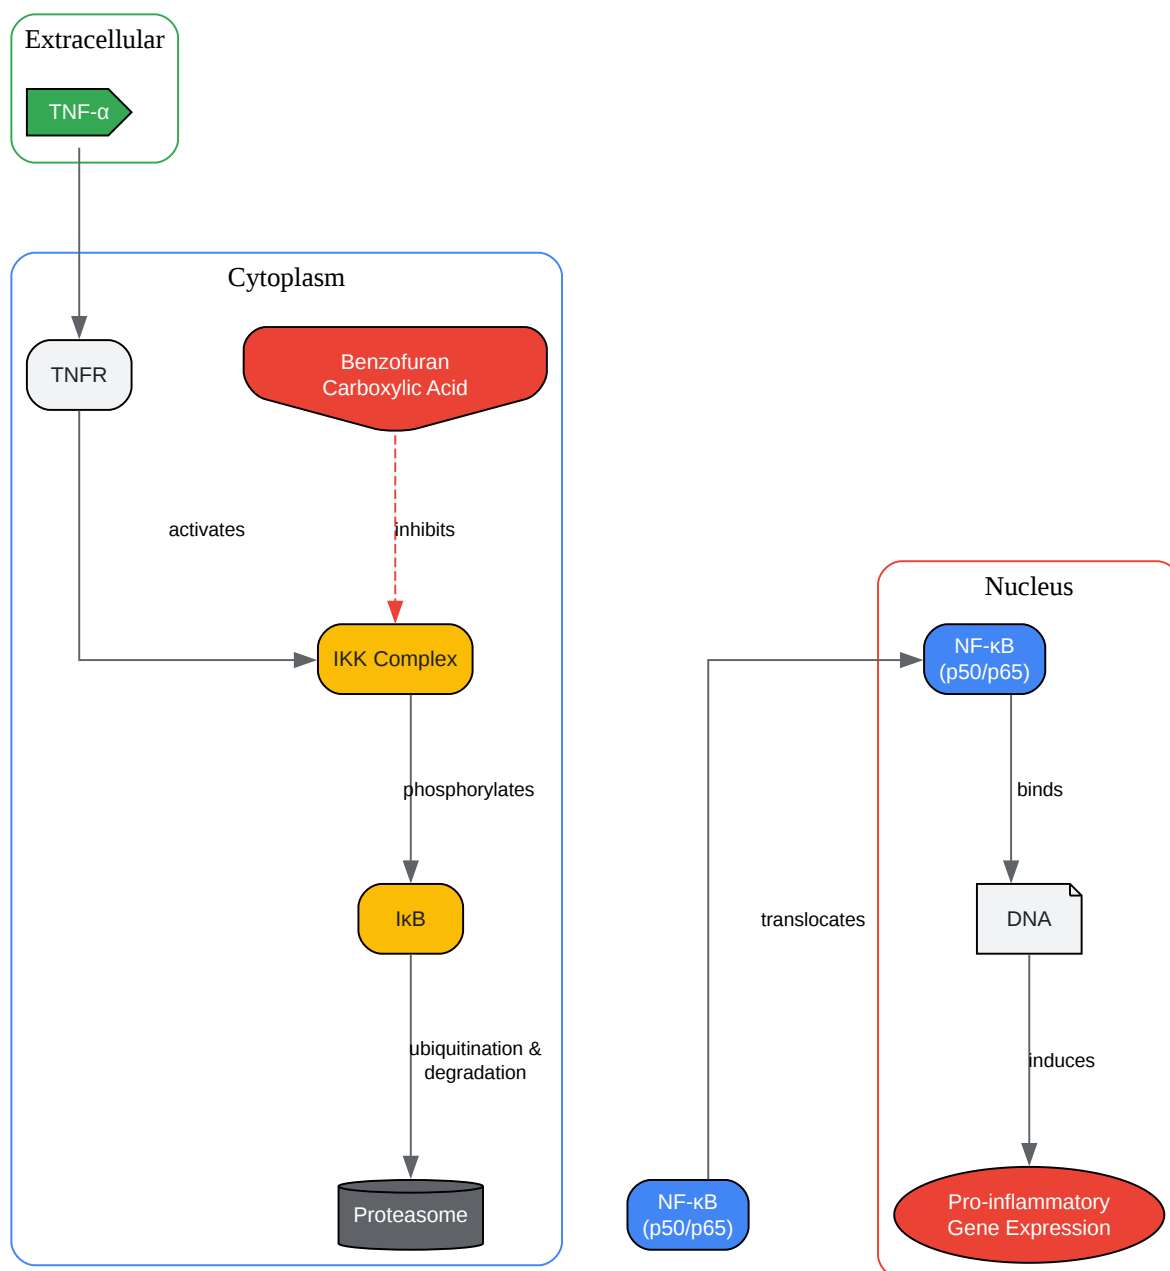 Extracellular
TNF-α
Cytoplasm
TNFR
Benzofuran
Carboxylic Acid
activates
inhibits
IKK Complex
phosphorylates
IκB
ubiquitination &
degradation
Proteasome
NF-κB
(p50/p65)
translocates
Nucleus
NF-κB
(p50/p65)
binds
DNA
induces
Pro-inflammatory
Gene Expression